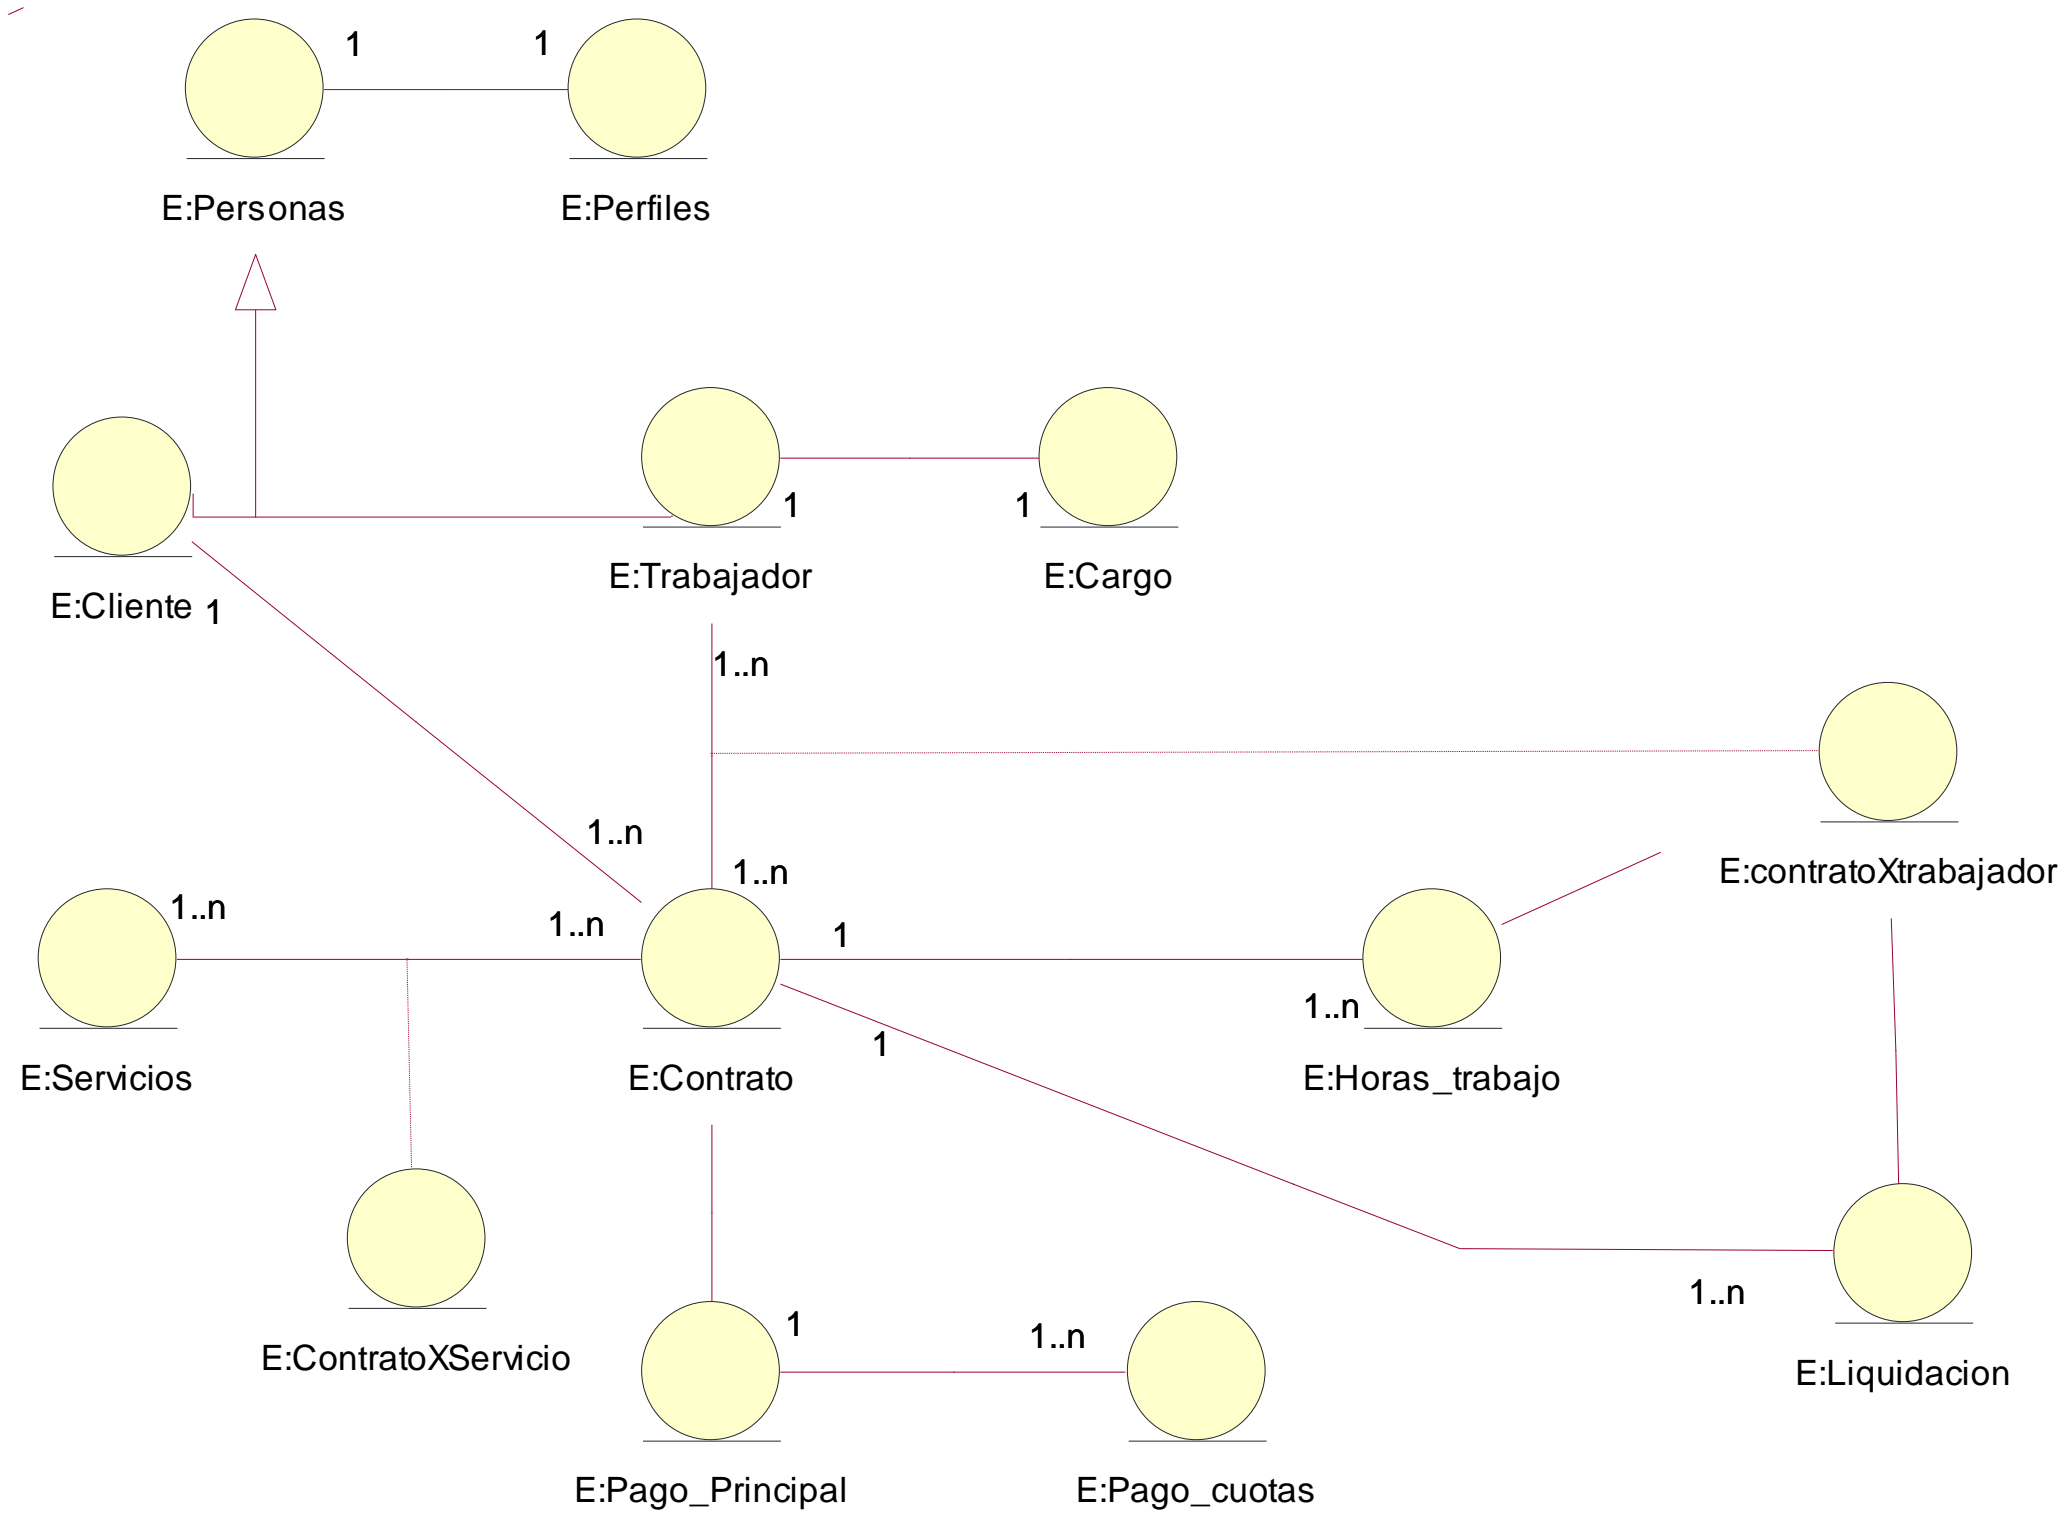 1 1
E:Personas E:Perfiles
1 1
E:Trabajador E:Cargo
E:Cliente 1
1..n
1..n
1..n
E:contratoXtrabajador
1..n 1..n 1
1..n
1
E:Servicios E:Contrato E:Horas_trabajo
1..n
1 1..n
E:ContratoXServicio
E:Liquidacion
E:Pago_Principal E:Pago_cuotas